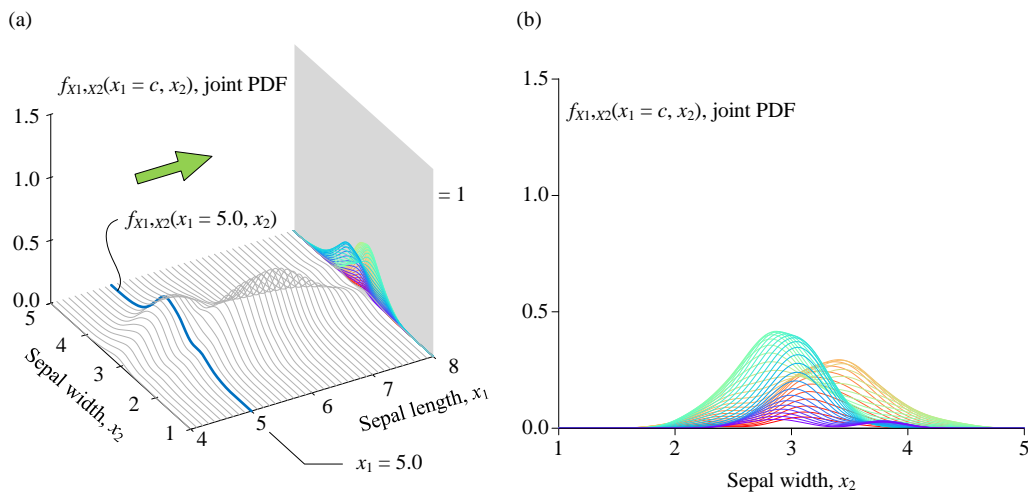 (a)
f_{X1,X2}(x₁ = c, x₂), joint PDF
1.5
1.0
0.5
0.0
= 1
f_{X1,X2}(x₁ = 5.0, x₂)
5
4
3
2
1
Sepal width, x₂
4
5
6
7
8
Sepal length, x₁
x₁ = 5.0
(b)
1.5
f_{X1,X2}(x₁ = c, x₂), joint PDF
1.0
0.5
0.0
1
2
3
4
5
Sepal width, x₂